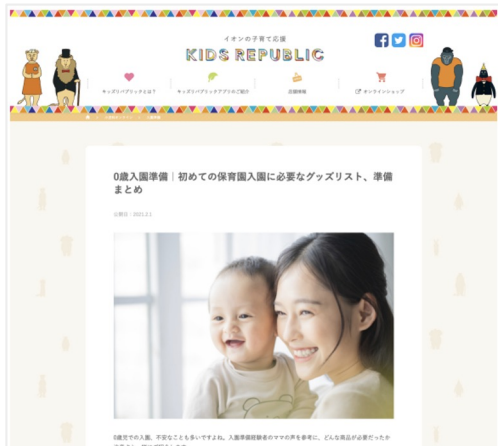 イオンの子育て応援
KIDS REPUBLIC
キッズリパブリックとは?
キッズリパブリックアプリのご紹介
店舗情報
オンラインショップ
0歳入園準備｜初めての保育園入園に必要なグッズリスト、準備
まとめ
公開日：2021.2.1
0歳児での入園、不安なことも多いですよね。入園準備経験者のママの声を参考に、どんな商品が必要だったか